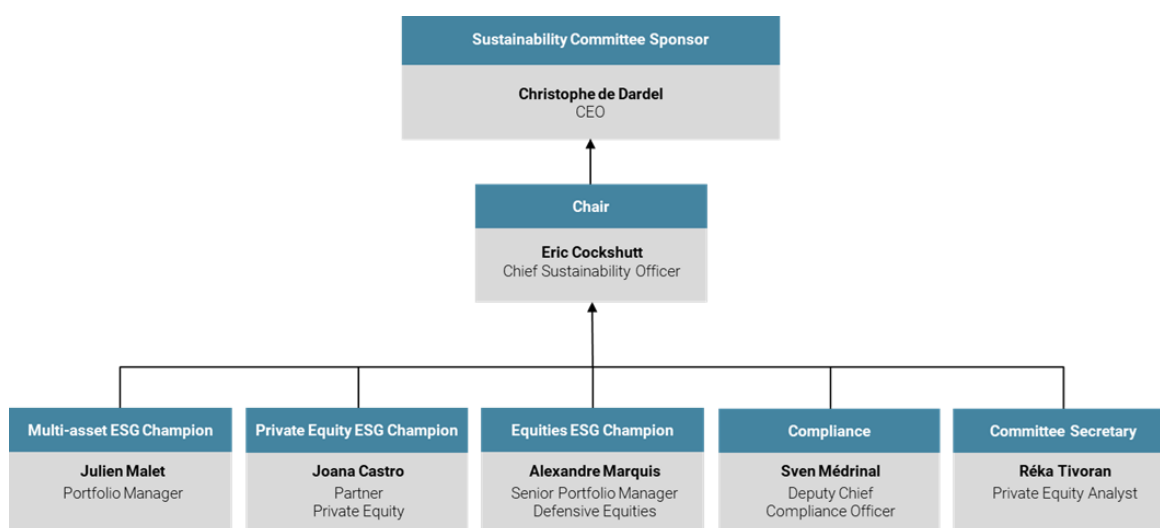 Sustainability Committee Sponsor
Christophe de Dardel
CEO
Chair
Eric Cockshutt
Chief Sustainability Officer
Multi-asset ESG Champion
Julien Malet
Portfolio Manager
Private Equity ESG Champion
Joana Castro
Partner
Private Equity
Equities ESG Champion
Alexandre Marquis
Senior Portfolio Manager
Defensive Equities
Compliance
Sven Médrinal
Deputy Chief
Compliance Officer
Committee Secretary
Réka Tivoran
Private Equity Analyst